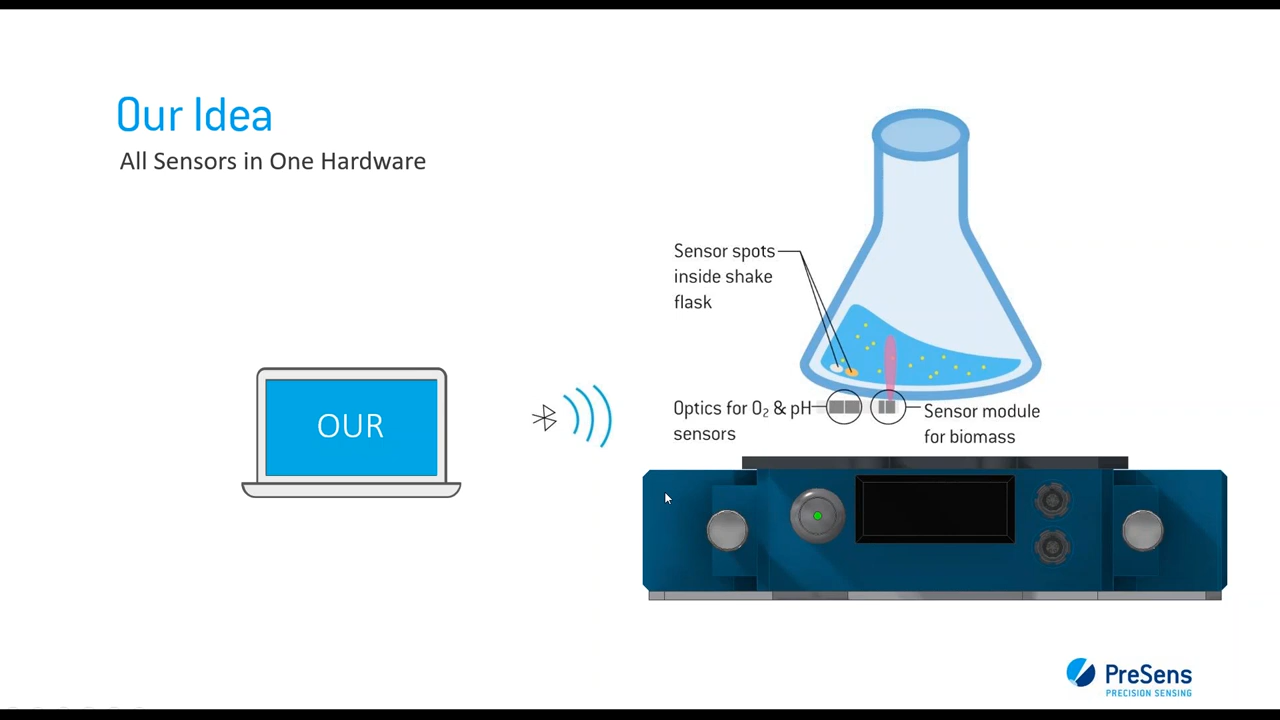 Our Idea
All Sensors in One Hardware
Sensor spots
inside shake
flask
OUR
Optics for O₂ & pH
sensors
Sensor module
for biomass
PreSens
PRECISION SENSING